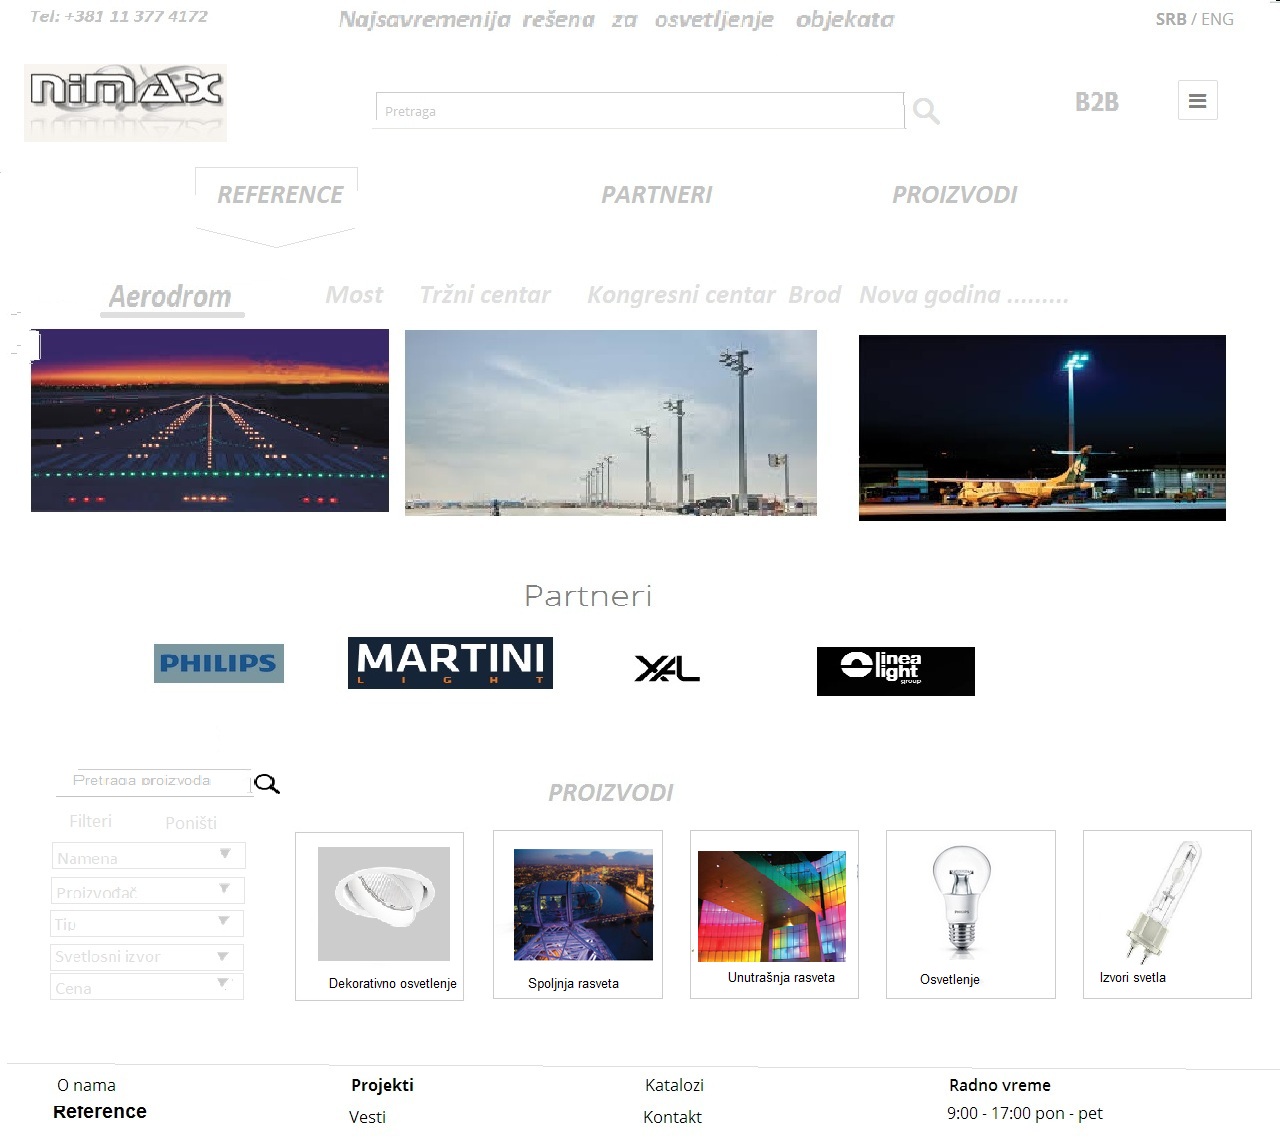 Tel: +381 11 377 4172
Najsavremenija rešena za osvetljenje objekata
SRB / ENG
NiMAX
Pretraga
B2B
REFERENCE
PARTNERI
PROIZVODI
Aerodrom
Most
Tržni centar
Kongresni centar
Brod
Nova godina .........
Partneri
PHILIPS
MARTINI
LIGHT
XAL
linea
light
group
Pretraga proizvoda
PROIZVODI
Filteri
Poništi
Namena
Proizvođač
Tip
Svetlosni izvor
Cena
Dekorativno osvetlenje
Spoljnja rasveta
Unutrašnja rasveta
PHILIPS
Osvetlenje
Izvori svetla
O nama
Projekti
Katalozi
Radno vreme
Reference
Vesti
Kontakt
9:00 - 17:00 pon - pet